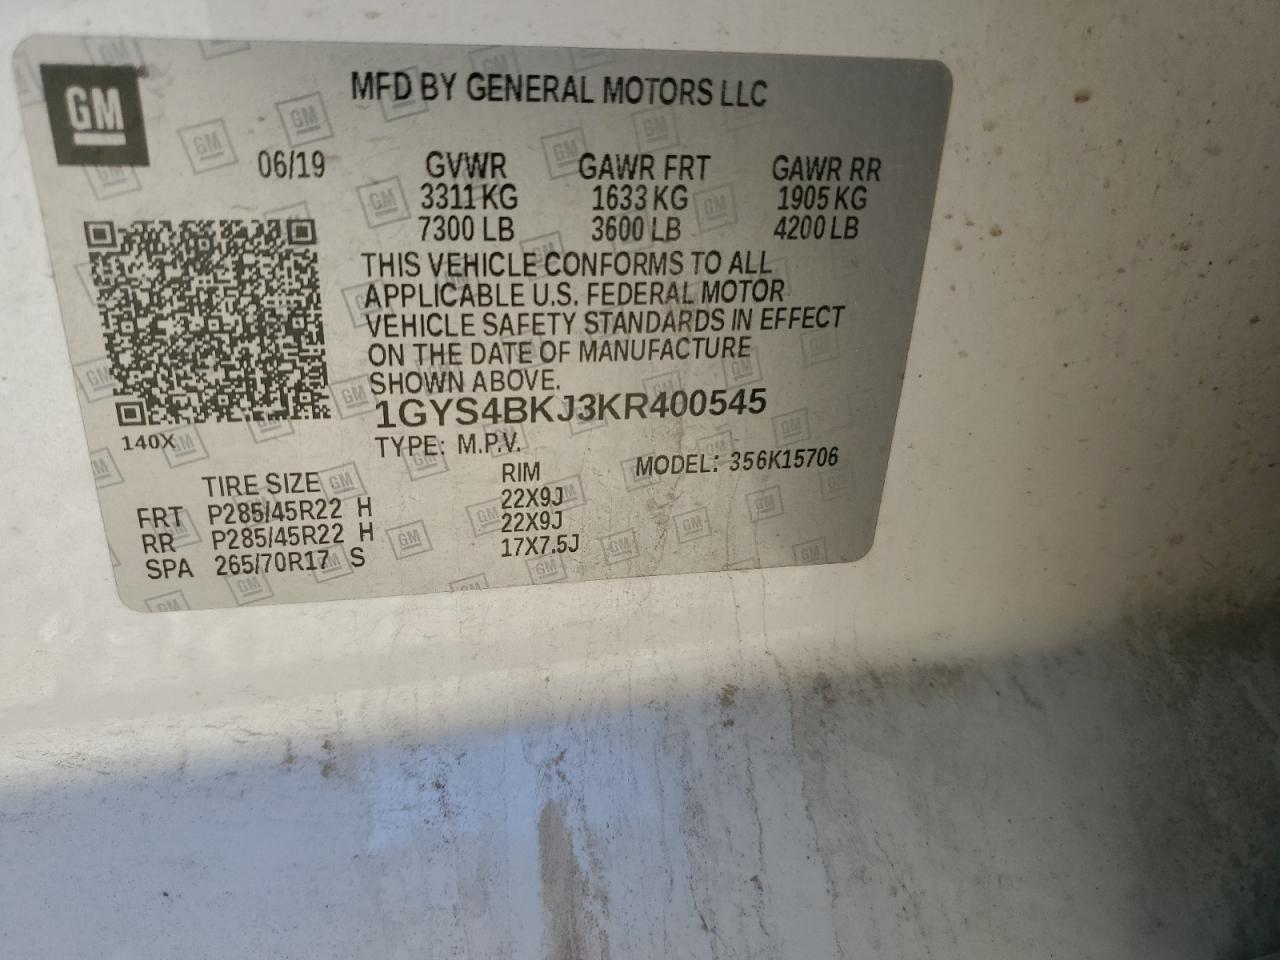 GM
MFD BY GENERAL MOTORS LLC
06/19 GVWR GAWR FRT GAWR RR
3311 KG 1633 KG 1905 KG
7300 LB 3600 LB 4200 LB
THIS VEHICLE CONFORMS TO ALL
APPLICABLE U.S. FEDERAL MOTOR
VEHICLE SAFETY STANDARDS IN EFFECT
ON THE DATE OF MANUFACTURE
SHOWN ABOVE.
1GYS4BKJ3KR400545
140X
TYPE: M.P.V. MODEL: 356K15706
TIRE SIZE RIM
FRT P285/45R22 H 22X9J
RR P285/45R22 H 22X9J
SPA 265/70R17 S 17X7.5J